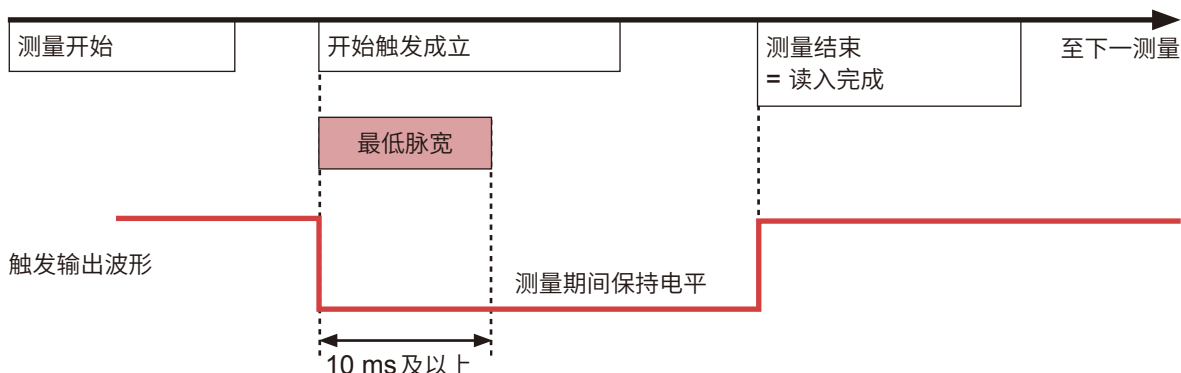 测量开始
开始触发成立
测量结束
= 读入完成
至下一测量
最低脉宽
触发输出波形
测量期间保持电平
10 ms及以上